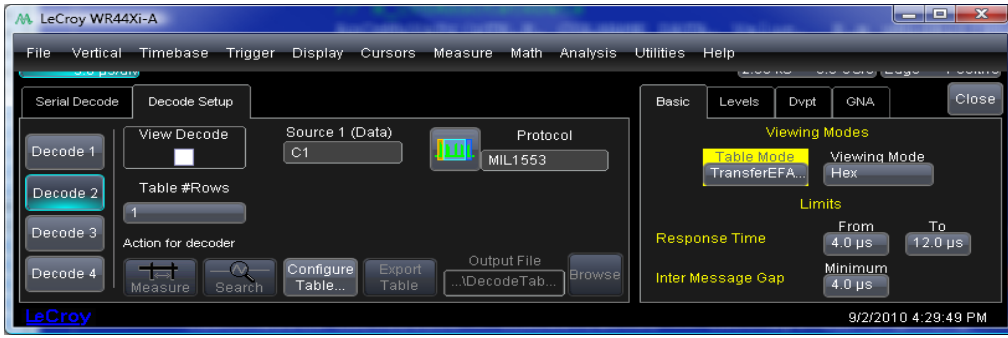 LeCroy WR44Xi-A
File Vertical Timebase Trigger Display Cursors Measure Math Analysis Utilities Help
Serial Decode Decode Setup Basic Levels Dvpt GNA Close
View Decode Source 1 (Data) Protocol Viewing Modes
Decode 1 C1 MIL1553 Table Mode Viewing Mode
TransferEFA... Hex
Decode 2 Table #Rows
1 Limits
Decode 3 From To
Action for decoder Response Time 4.0 µs 12.0 µs
Decode 4 Measure Search Configure Table... Export Table Output File ...\DecodeTab... Browse Inter Message Gap Minimum 4.0 µs
LeCroy 9/2/2010 4:29:49 PM